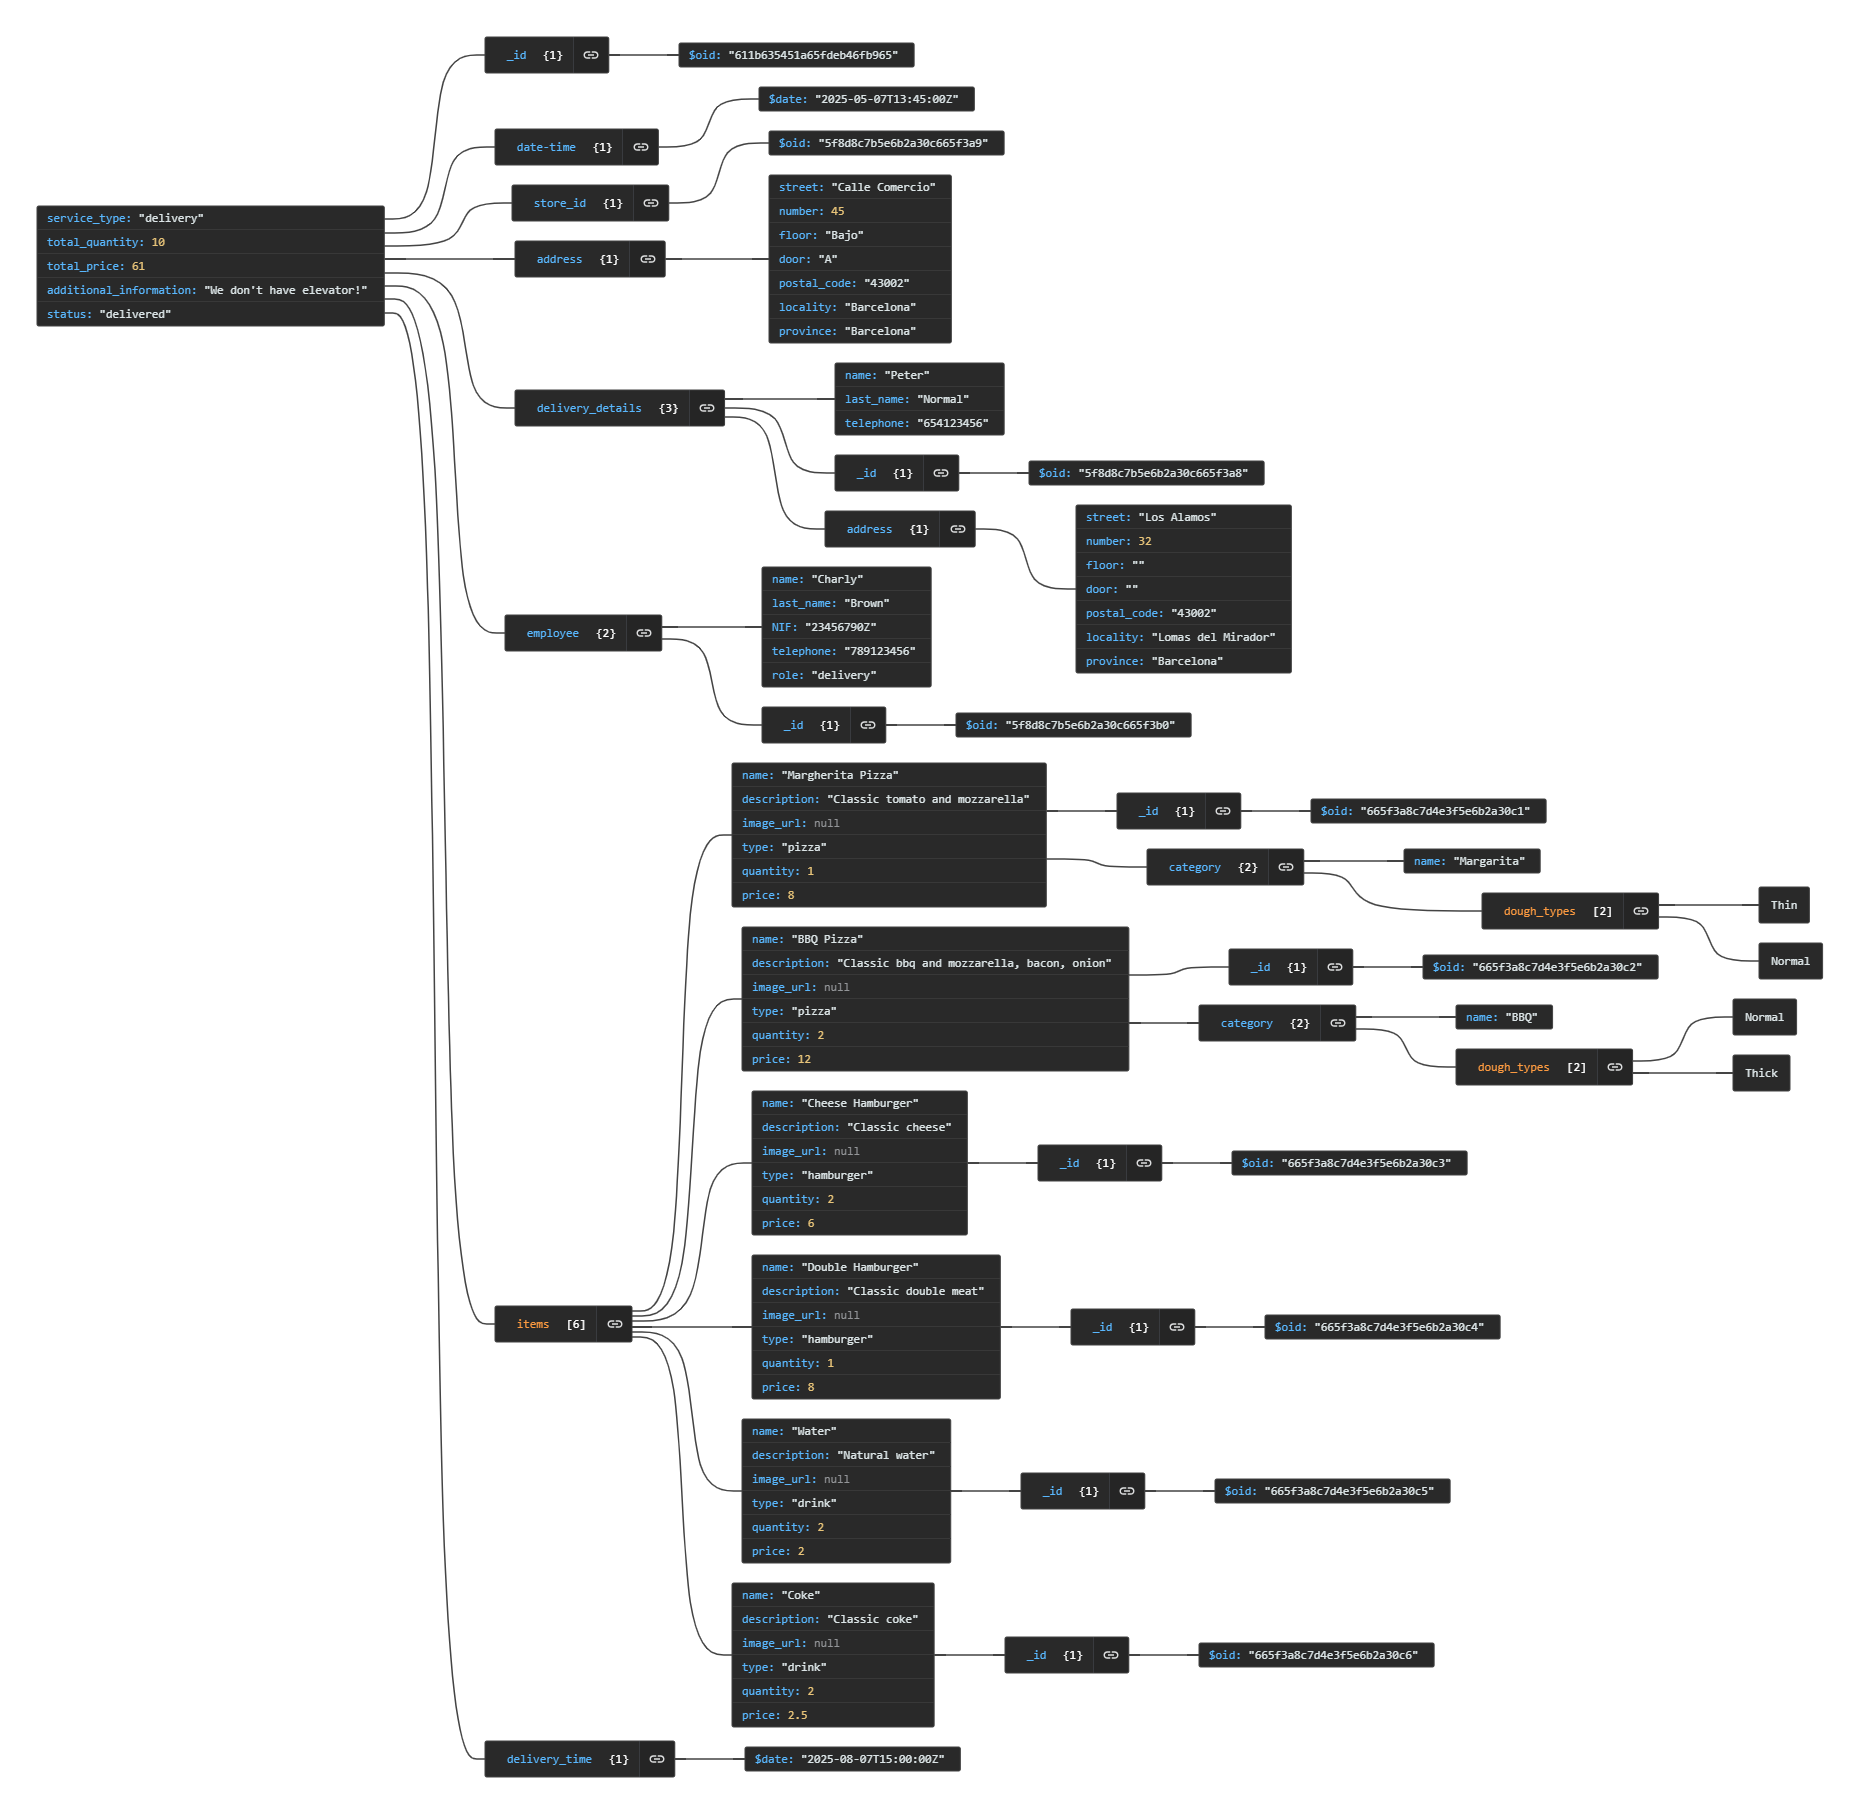 _id {1}
$oid: "611b635451a65fdeb46fb965"
$date: "2025-05-07T13:45:00Z"
date-time {1}
$oid: "5f8d8c7b5e6b2a30c665f3a9"
store_id {1}
service_type: "delivery"
total_quantity: 10
total_price: 61
additional_information: "We don't have elevator!"
status: "delivered"
address {1}
street: "Calle Comercio"
number: 45
floor: "Bajo"
door: "A"
postal_code: "43002"
locality: "Barcelona"
province: "Barcelona"
delivery_details {3}
name: "Peter"
last_name: "Normal"
telephone: "654123456"
_id {1}
$oid: "5f8d8c7b5e6b2a30c665f3a8"
address {1}
street: "Los Alamos"
number: 32
floor: ""
door: ""
postal_code: "43002"
locality: "Lomas del Mirador"
province: "Barcelona"
employee {2}
name: "Charly"
last_name: "Brown"
NIF: "23456790Z"
telephone: "789123456"
role: "delivery"
_id {1}
$oid: "5f8d8c7b5e6b2a30c665f3b0"
items [6]
name: "Margherita Pizza"
description: "Classic tomato and mozzarella"
image_url: null
type: "pizza"
quantity: 1
price: 8
_id {1}
$oid: "665f3a8c7d4e3f5e6b2a30c1"
category {2}
name: "Margarita"
dough_types [2]
Thin
Normal
name: "BBQ Pizza"
description: "Classic bbq and mozzarella, bacon, onion"
image_url: null
type: "pizza"
quantity: 2
price: 12
_id {1}
$oid: "665f3a8c7d4e3f5e6b2a30c2"
category {2}
name: "BBQ"
dough_types [2]
Normal
Thick
name: "Cheese Hamburger"
description: "Classic cheese"
image_url: null
type: "hamburger"
quantity: 2
price: 6
_id {1}
$oid: "665f3a8c7d4e3f5e6b2a30c3"
name: "Double Hamburger"
description: "Classic double meat"
image_url: null
type: "hamburger"
quantity: 1
price: 8
_id {1}
$oid: "665f3a8c7d4e3f5e6b2a30c4"
name: "Water"
description: "Natural water"
image_url: null
type: "drink"
quantity: 2
price: 2
_id {1}
$oid: "665f3a8c7d4e3f5e6b2a30c5"
name: "Coke"
description: "Classic coke"
image_url: null
type: "drink"
quantity: 2
price: 2.5
_id {1}
$oid: "665f3a8c7d4e3f5e6b2a30c6"
delivery_time {1}
$date: "2025-08-07T15:00:00Z"